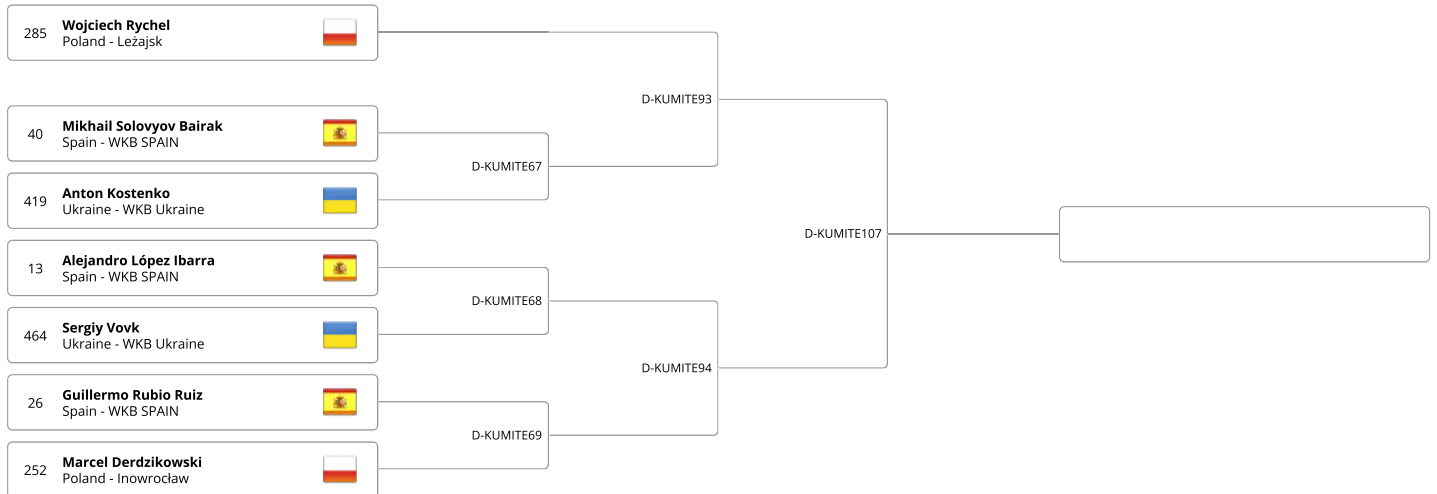 285
Wojciech Rychel
Poland - Leżajsk
D-KUMITE93
40
Mikhail Solovyov Bairak
Spain - WKB SPAIN
D-KUMITE67
419
Anton Kostenko
Ukraine - WKB Ukraine
D-KUMITE107
13
Alejandro López Ibarra
Spain - WKB SPAIN
D-KUMITE68
464
Sergiy Vovk
Ukraine - WKB Ukraine
D-KUMITE94
26
Guillermo Rubio Ruiz
Spain - WKB SPAIN
D-KUMITE69
252
Marcel Derdzikowski
Poland - Inowrocław